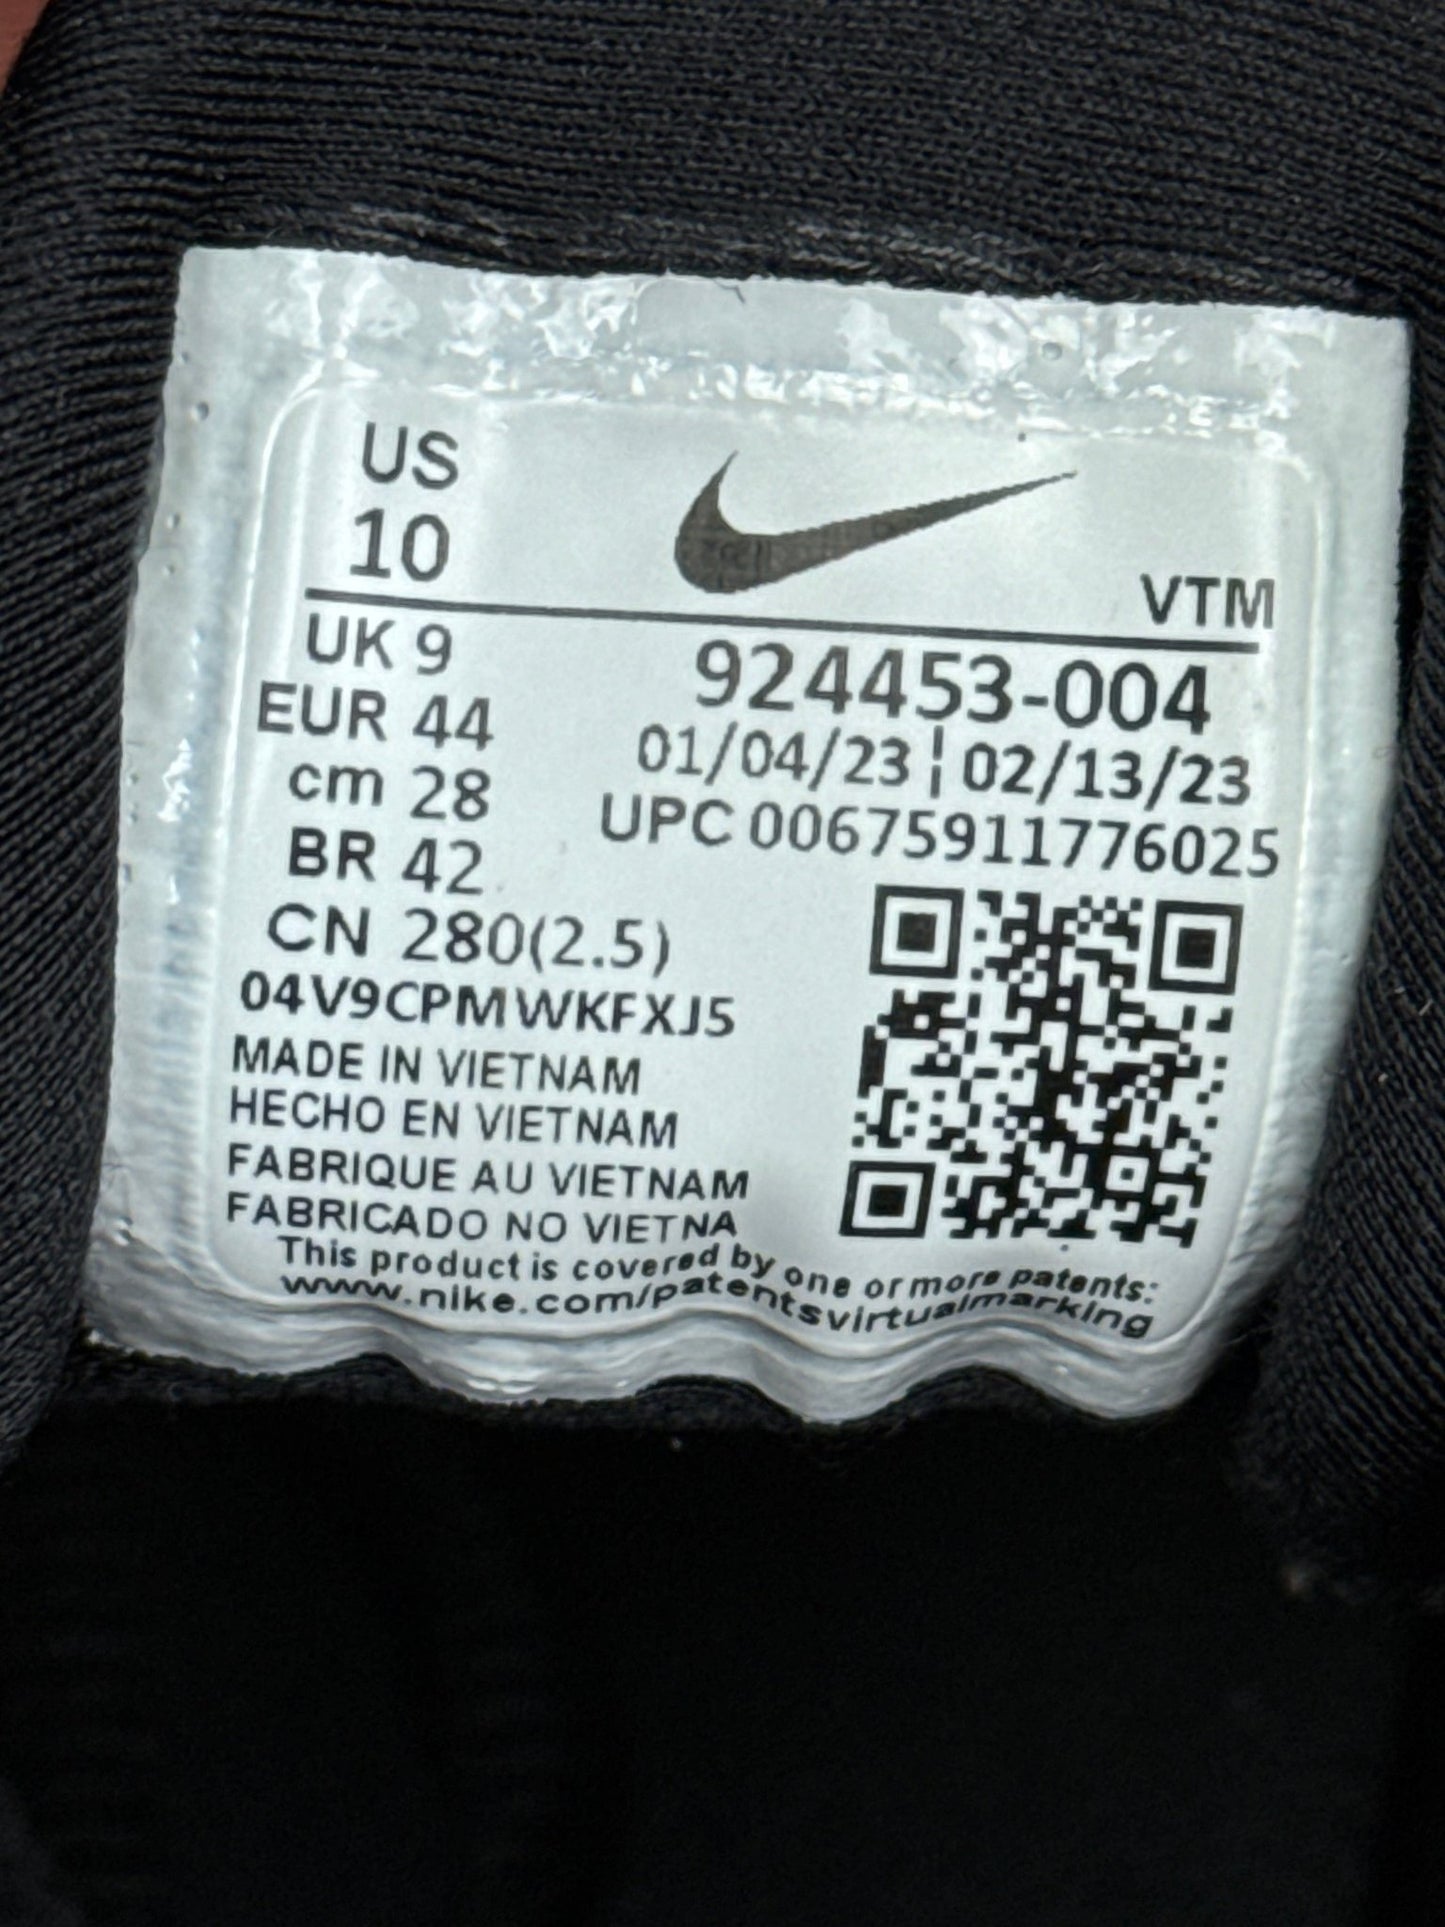 US
10
VTM
UK 9
924453-004
EUR 44
01/04/23 ¦ 02/13/23
cm 28
UPC 00675911776025
BR 42
CN 280(2.5)
04V9CPMWKFXJ5
MADE IN VIETNAM
HECHO EN VIETNAM
FABRIQUE AU VIETNAM
FABRICADO NO VIETNA
This product is covered by one or more patents:
www.nike.com/patentsvirtualmarking